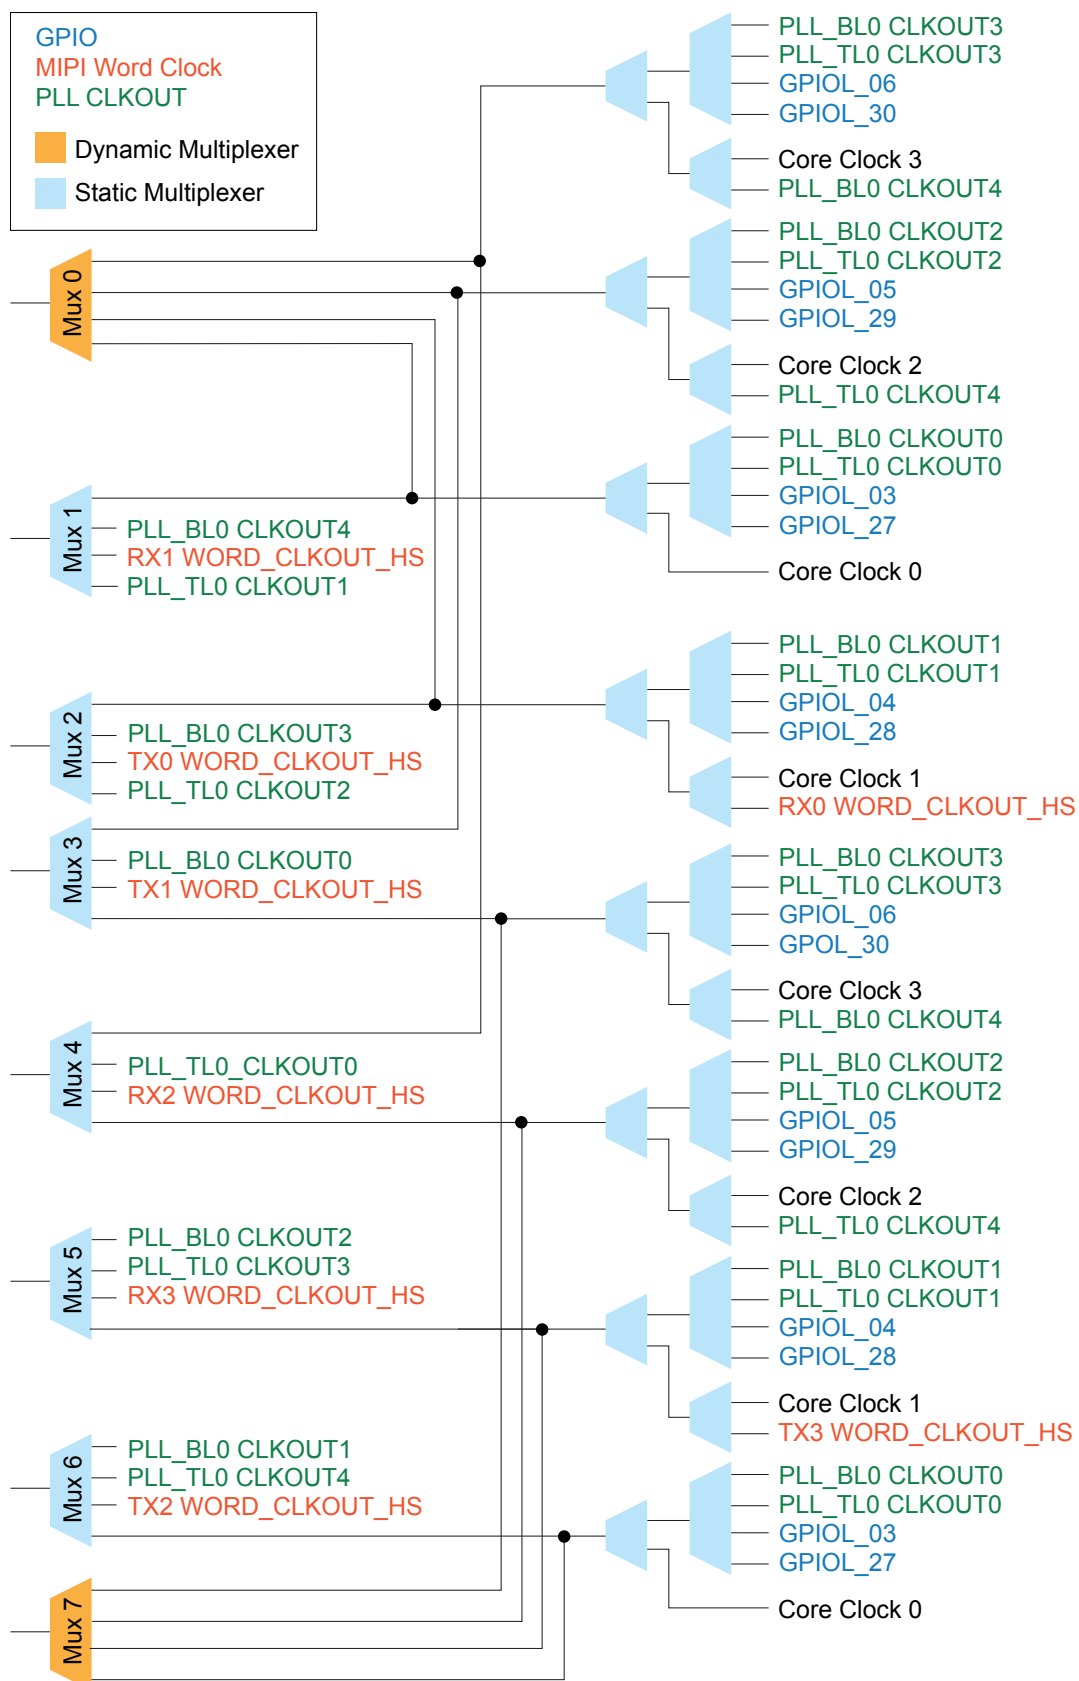 GPIO
MIPI Word Clock
PLL CLKOUT
Dynamic Multiplexer
Static Multiplexer
PLL_BL0 CLKOUT3
PLL_TL0 CLKOUT3
GPIOL_06
GPIOL_30
Core Clock 3
PLL_BL0 CLKOUT4
Mux 0
PLL_BL0 CLKOUT2
PLL_TL0 CLKOUT2
GPIOL_05
GPIOL_29
Core Clock 2
PLL_TL0 CLKOUT4
Mux 1
PLL_BL0 CLKOUT4
RX1 WORD_CLKOUT_HS
PLL_TL0 CLKOUT1
PLL_BL0 CLKOUT0
PLL_TL0 CLKOUT0
GPIOL_03
GPIOL_27
Core Clock 0
Mux 2
PLL_BL0 CLKOUT3
TX0 WORD_CLKOUT_HS
PLL_TL0 CLKOUT2
PLL_BL0 CLKOUT1
PLL_TL0 CLKOUT1
GPIOL_04
GPIOL_28
Core Clock 1
RX0 WORD_CLKOUT_HS
Mux 3
PLL_BL0 CLKOUT0
TX1 WORD_CLKOUT_HS
PLL_BL0 CLKOUT3
PLL_TL0 CLKOUT3
GPIOL_06
GPOL_30
Core Clock 3
PLL_BL0 CLKOUT4
Mux 4
PLL_TL0_CLKOUT0
RX2 WORD_CLKOUT_HS
PLL_BL0 CLKOUT2
PLL_TL0 CLKOUT2
GPIOL_05
GPIOL_29
Core Clock 2
PLL_TL0 CLKOUT4
Mux 5
PLL_BL0 CLKOUT2
PLL_TL0 CLKOUT3
RX3 WORD_CLKOUT_HS
PLL_BL0 CLKOUT1
PLL_TL0 CLKOUT1
GPIOL_04
GPIOL_28
Core Clock 1
TX3 WORD_CLKOUT_HS
Mux 6
PLL_BL0 CLKOUT1
PLL_TL0 CLKOUT4
TX2 WORD_CLKOUT_HS
PLL_BL0 CLKOUT0
PLL_TL0 CLKOUT0
GPIOL_03
GPIOL_27
Core Clock 0
Mux 7